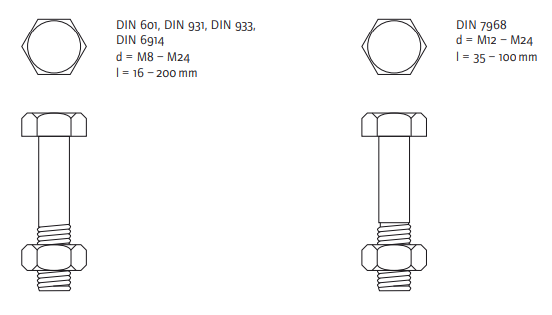 DIN 601, DIN 931, DIN 933,
DIN 6914
d = M8 – M24
l = 16 – 200 mm
DIN 7968
d = M12 – M24
l = 35 – 100 mm